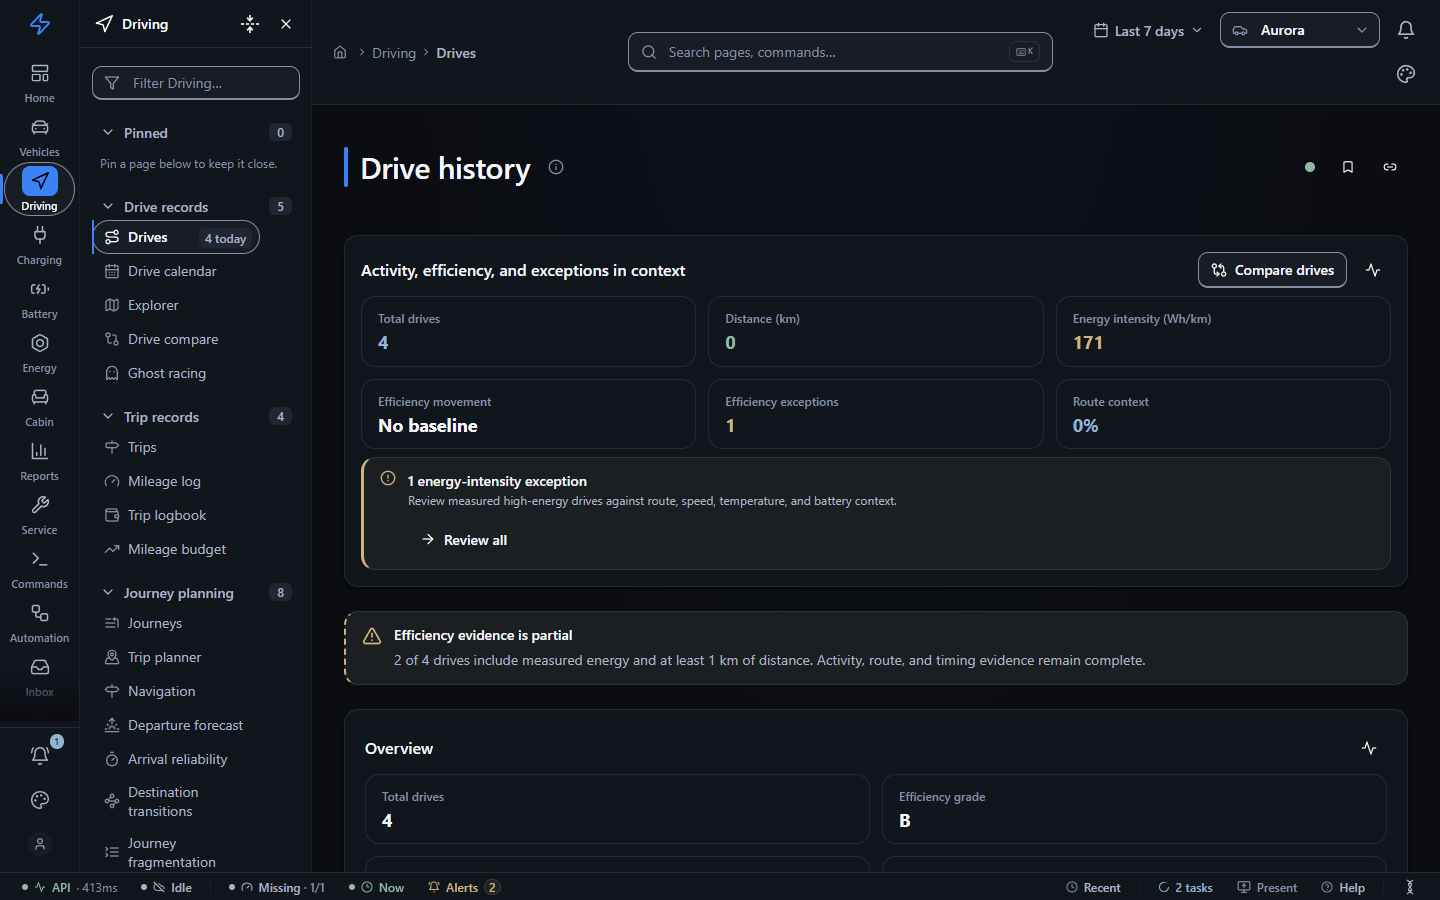 Home
Vehicles
Driving
Charging
Battery
Energy
Cabin
Reports
Service
Commands
Automation
Inbox
1
Driving
Filter Driving...
Pinned 0
Pin a page below to keep it close.
Drive records 5
Drives 4 today
Drive calendar
Explorer
Drive compare
Ghost racing
Trip records 4
Trips
Mileage log
Trip logbook
Mileage budget
Journey planning 8
Journeys
Trip planner
Navigation
Departure forecast
Arrival reliability
Destination
transitions
Journey
fragmentation
Driving Drives
Search pages, commands... K
Last 7 days
Aurora
Drive history
Activity, efficiency, and exceptions in context
Compare drives
Total drives
4
Distance (km)
0
Energy intensity (Wh/km)
171
Efficiency movement
No baseline
Efficiency exceptions
1
Route context
0%
1 energy-intensity exception
Review measured high-energy drives against route, speed, temperature, and battery context.
Review all
Efficiency evidence is partial
2 of 4 drives include measured energy and at least 1 km of distance. Activity, route, and timing evidence remain complete.
Overview
Total drives
4
Efficiency grade
B
API · 413ms
Idle
Missing · 1/1
Now
Alerts 2
Recent
2 tasks
Present
Help